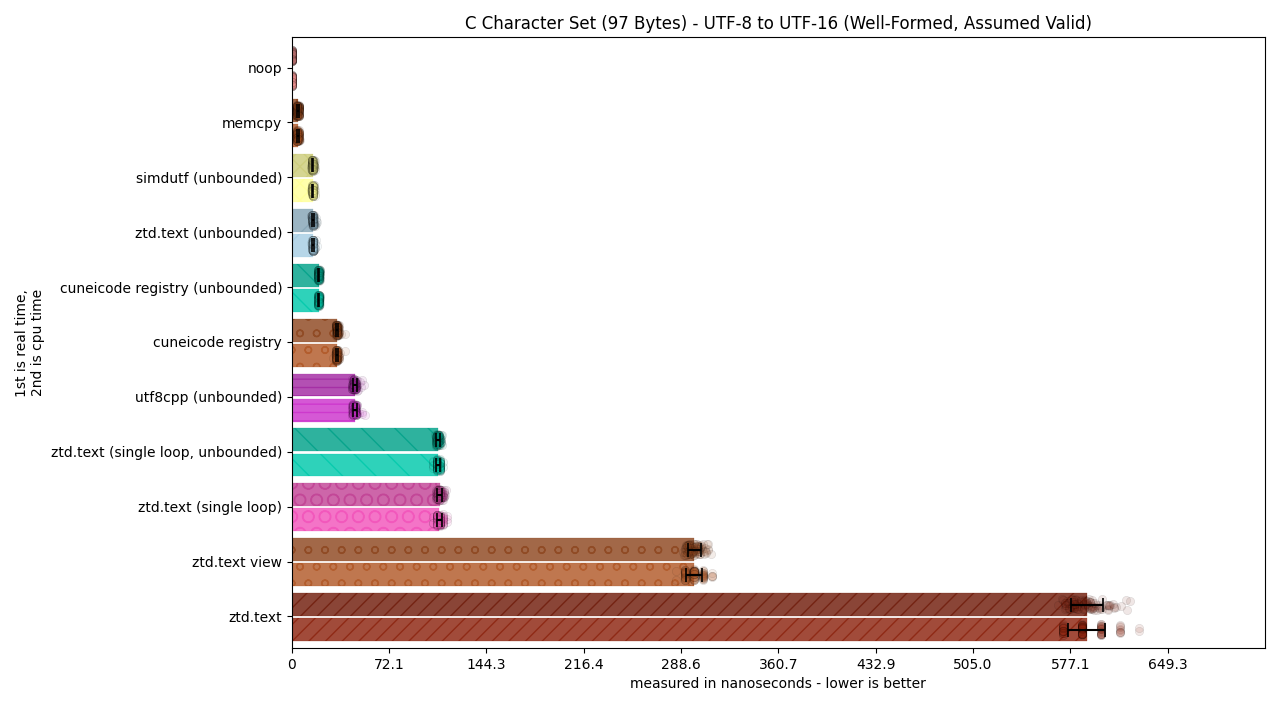 C Character Set (97 Bytes) - UTF-8 to UTF-16 (Well-Formed, Assumed Valid)
1st is real time,
2nd is cpu time
noop
memcpy
simdutf (unbounded)
ztd.text (unbounded)
cuneicode registry (unbounded)
cuneicode registry
utf8cpp (unbounded)
ztd.text (single loop, unbounded)
ztd.text (single loop)
ztd.text view
ztd.text
0 72.1 144.3 216.4 288.6 360.7 432.9 505.0 577.1 649.3
measured in nanoseconds - lower is better